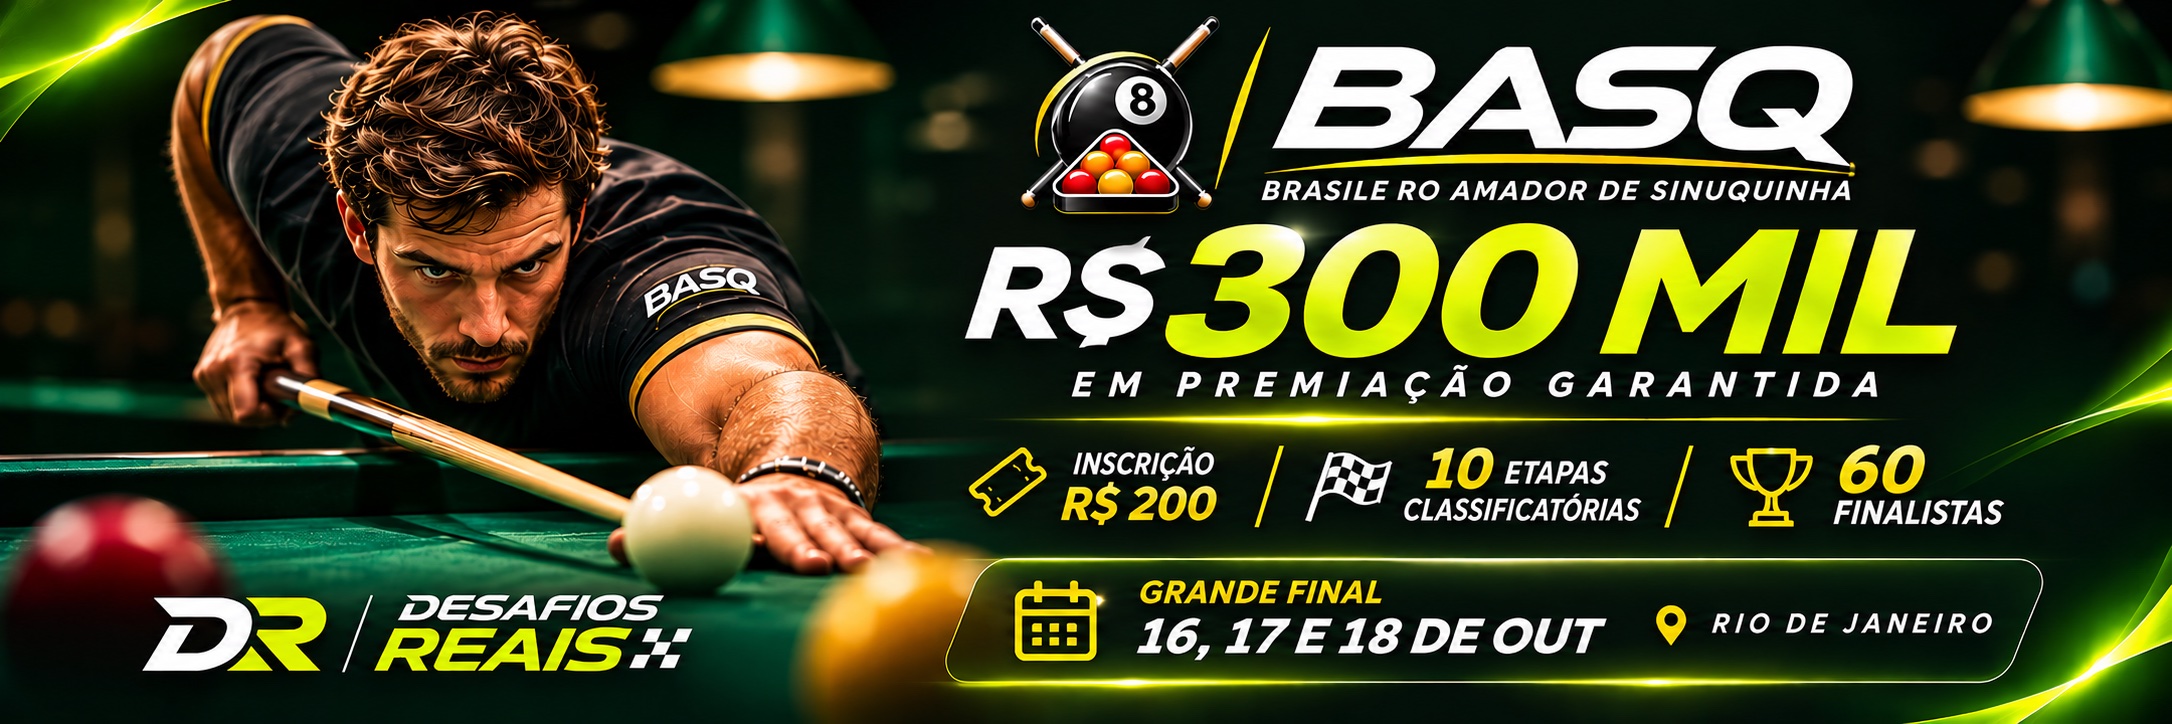 BASQ
8
BASQ
BRASILE RO AMADOR DE SINUQUINHA
R$ 300 MIL
EM PREMIAÇÃO GARANTIDA
INSCRIÇÃO
R$ 200
10 ETAPAS
CLASSIFICATÓRIAS
60
FINALISTAS
GRANDE FINAL
16, 17 E 18 DE OUT
RIO DE JANEIRO
DR
DESAFIOS
REAIS